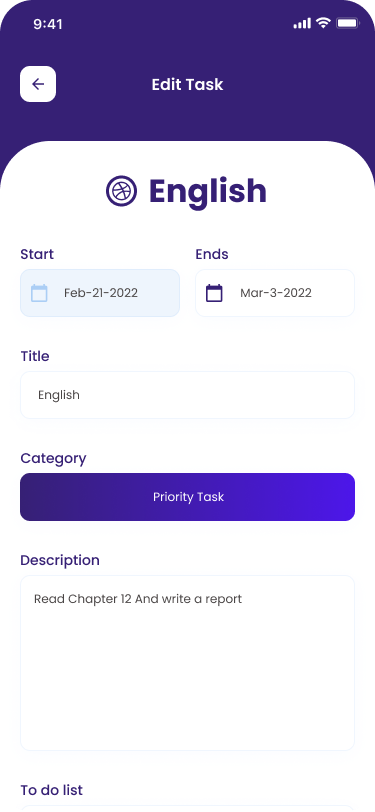 9:41
Edit Task
English
Start
Ends
Feb-21-2022
Mar-3-2022
Title
English
Category
Priority Task
Description
Read Chapter 12 And write a report
To do list